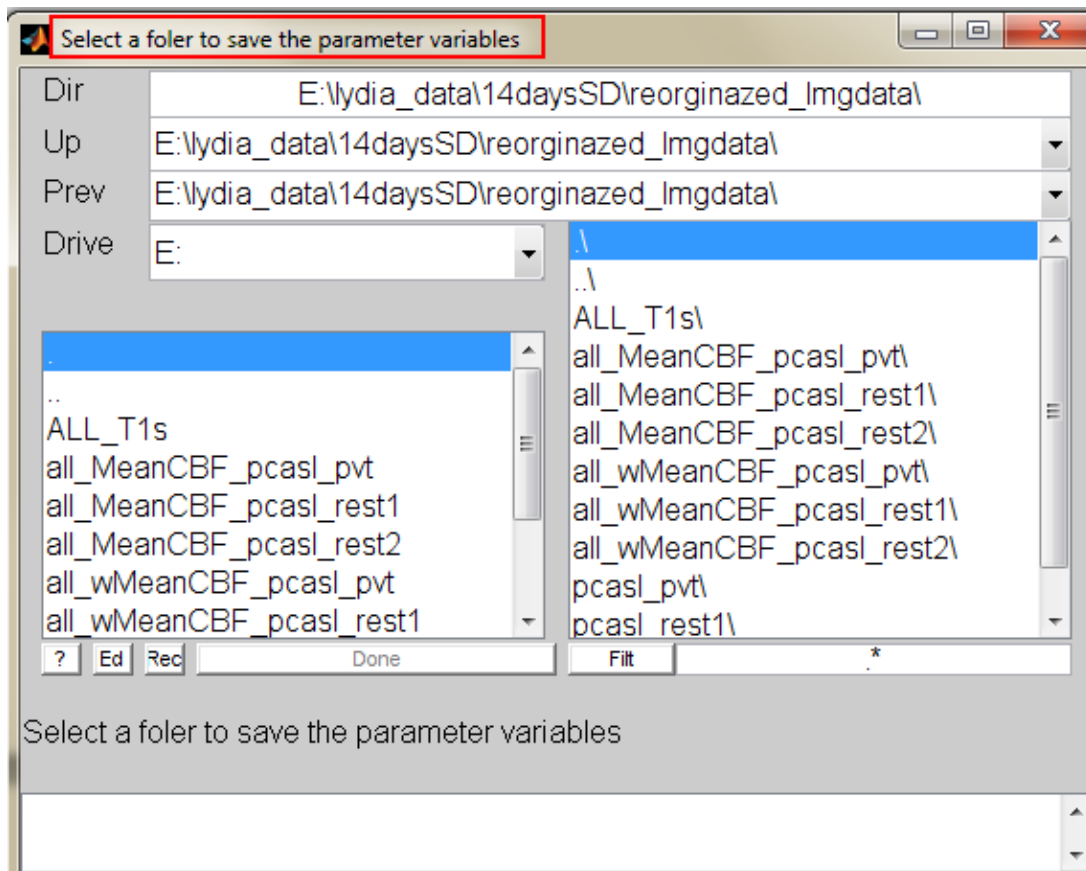 Select a foler to save the parameter variables
Dir E:\lydia_data\14daysSD\reorginazed_Imgdata\
Up E:\lydia_data\14daysSD\reorginazed_Imgdata\
Prev E:\lydia_data\14daysSD\reorginazed_Imgdata\
Drive E:
.
..
ALL_T1s
all_MeanCBF_pcasl_pvt
all_MeanCBF_pcasl_rest1
all_MeanCBF_pcasl_rest2
all_wMeanCBF_pcasl_pvt
all_wMeanCBF_pcasl_rest1
.\
..\
ALL_T1s\
all_MeanCBF_pcasl_pvt\
all_MeanCBF_pcasl_rest1\
all_MeanCBF_pcasl_rest2\
all_wMeanCBF_pcasl_pvt\
all_wMeanCBF_pcasl_rest1\
all_wMeanCBF_pcasl_rest2\
pcasl_pvt\
pcasl_rest1\
? Ed Rec Done Filt .*
Select a foler to save the parameter variables